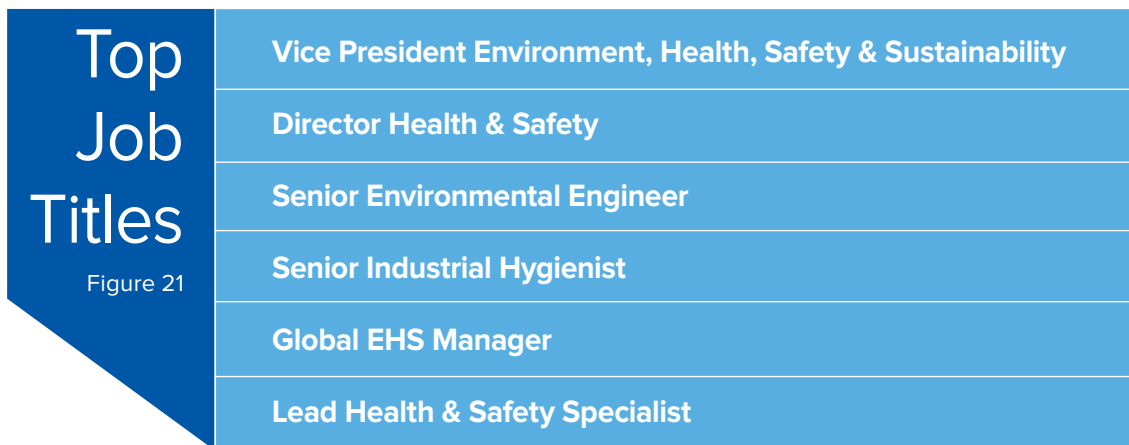 Top
Job
Titles
Figure 21
Vice President Environment, Health, Safety & Sustainability
Director Health & Safety
Senior Environmental Engineer
Senior Industrial Hygienist
Global EHS Manager
Lead Health & Safety Specialist